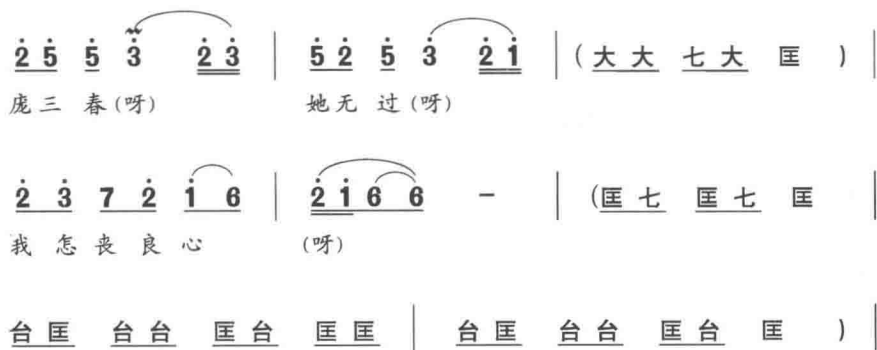 2̇ 5̇ 5̇ 3̇ 2̇ 3̇ | 5̇ 2̇ 5̇ 3̇ 2̇ 1̇ | ( 大 大 七 大 匡 ) |
庞 三 春 (呀) 她 无 过 (呀)
2̇ 3̇ 7 2̇ 1̇ 6 | 2̇ 1̇ 6 6 - | (匡 七 匡 七 匡
我 怎 丧 良 心 (呀)
台 匡 台 台 匡 台 匡 匡 | 台 匡 台 台 匡 台 匡 ) |